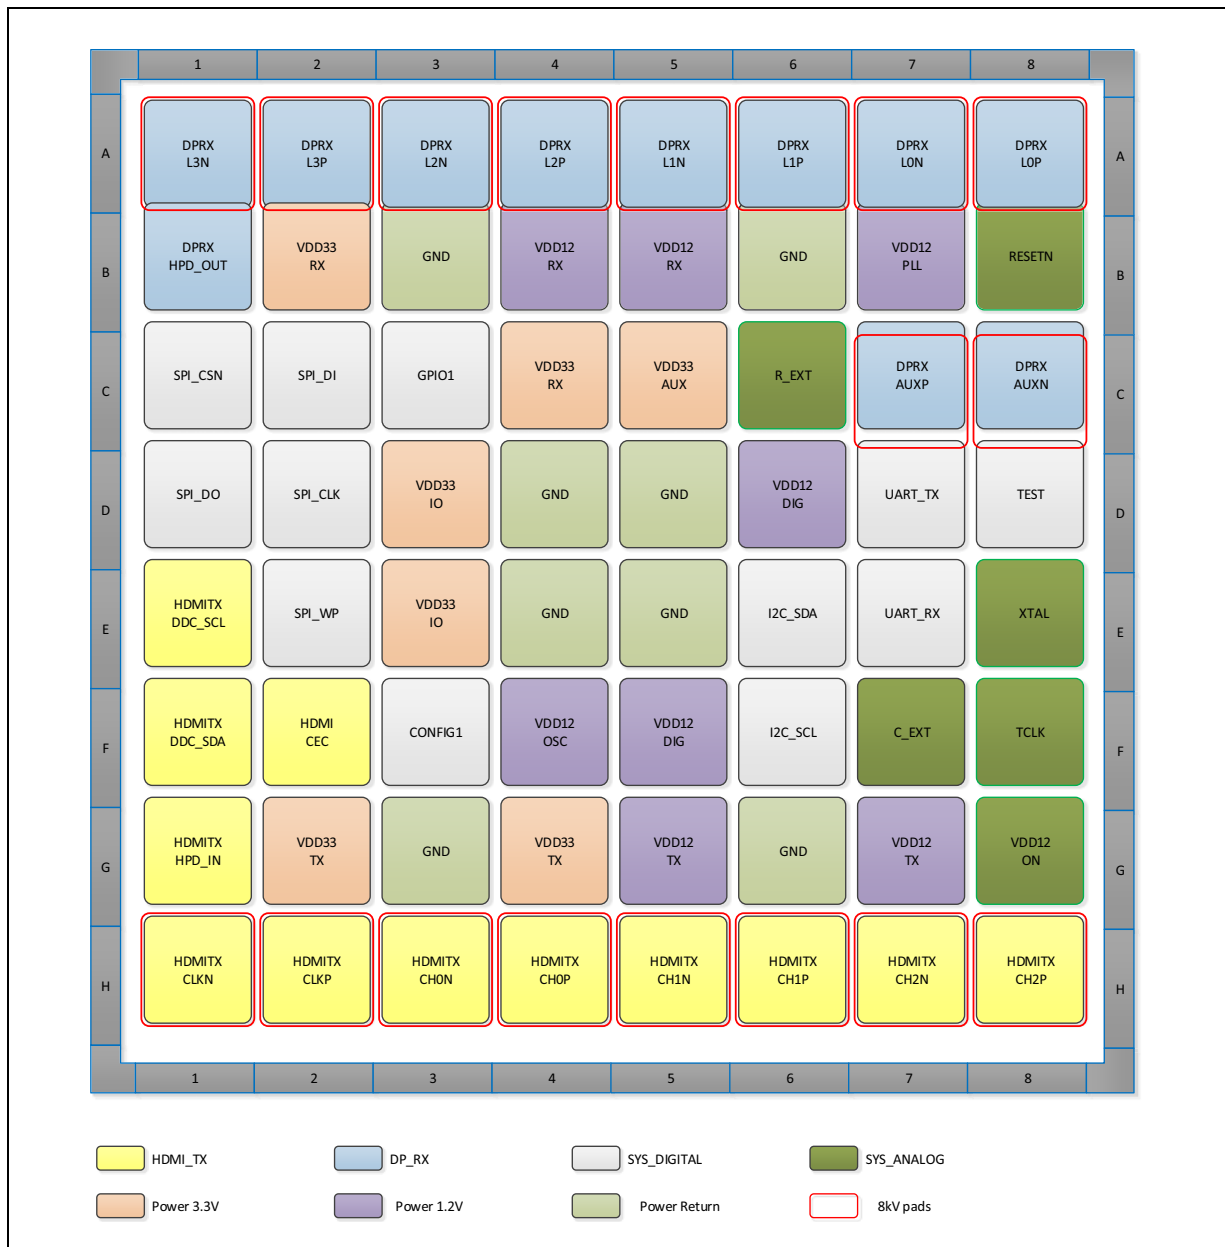 1 2 3 4 5 6 7 8
A
DPRX
L3N
DPRX
L3P
DPRX
L2N
DPRX
L2P
DPRX
L1N
DPRX
L1P
DPRX
L0N
DPRX
L0P
A
B
DPRX
HPD_OUT
VDD33
RX
GND
VDD12
RX
VDD12
RX
GND
VDD12
PLL
RESETN
B
C
SPI_CSN
SPI_DI
GPIO1
VDD33
RX
VDD33
AUX
R_EXT
DPRX
AUXP
DPRX
AUXN
C
D
SPI_DO
SPI_CLK
VDD33
IO
GND
GND
VDD12
DIG
UART_TX
TEST
D
E
HDMITX
DDC_SCL
SPI_WP
VDD33
IO
GND
GND
I2C_SDA
UART_RX
XTAL
E
F
HDMITX
DDC_SDA
HDMI
CEC
CONFIG1
VDD12
OSC
VDD12
DIG
I2C_SCL
C_EXT
TCLK
F
G
HDMITX
HPD_IN
VDD33
TX
GND
VDD33
TX
VDD12
TX
GND
VDD12
TX
VDD12
ON
G
H
HDMITX
CLKN
HDMITX
CLKP
HDMITX
CH0N
HDMITX
CH0P
HDMITX
CH1N
HDMITX
CH1P
HDMITX
CH2N
HDMITX
CH2P
H
1 2 3 4 5 6 7 8
HDMI_TX
DP_RX
SYS_DIGITAL
SYS_ANALOG
Power 3.3V
Power 1.2V
Power Return
8kV pads